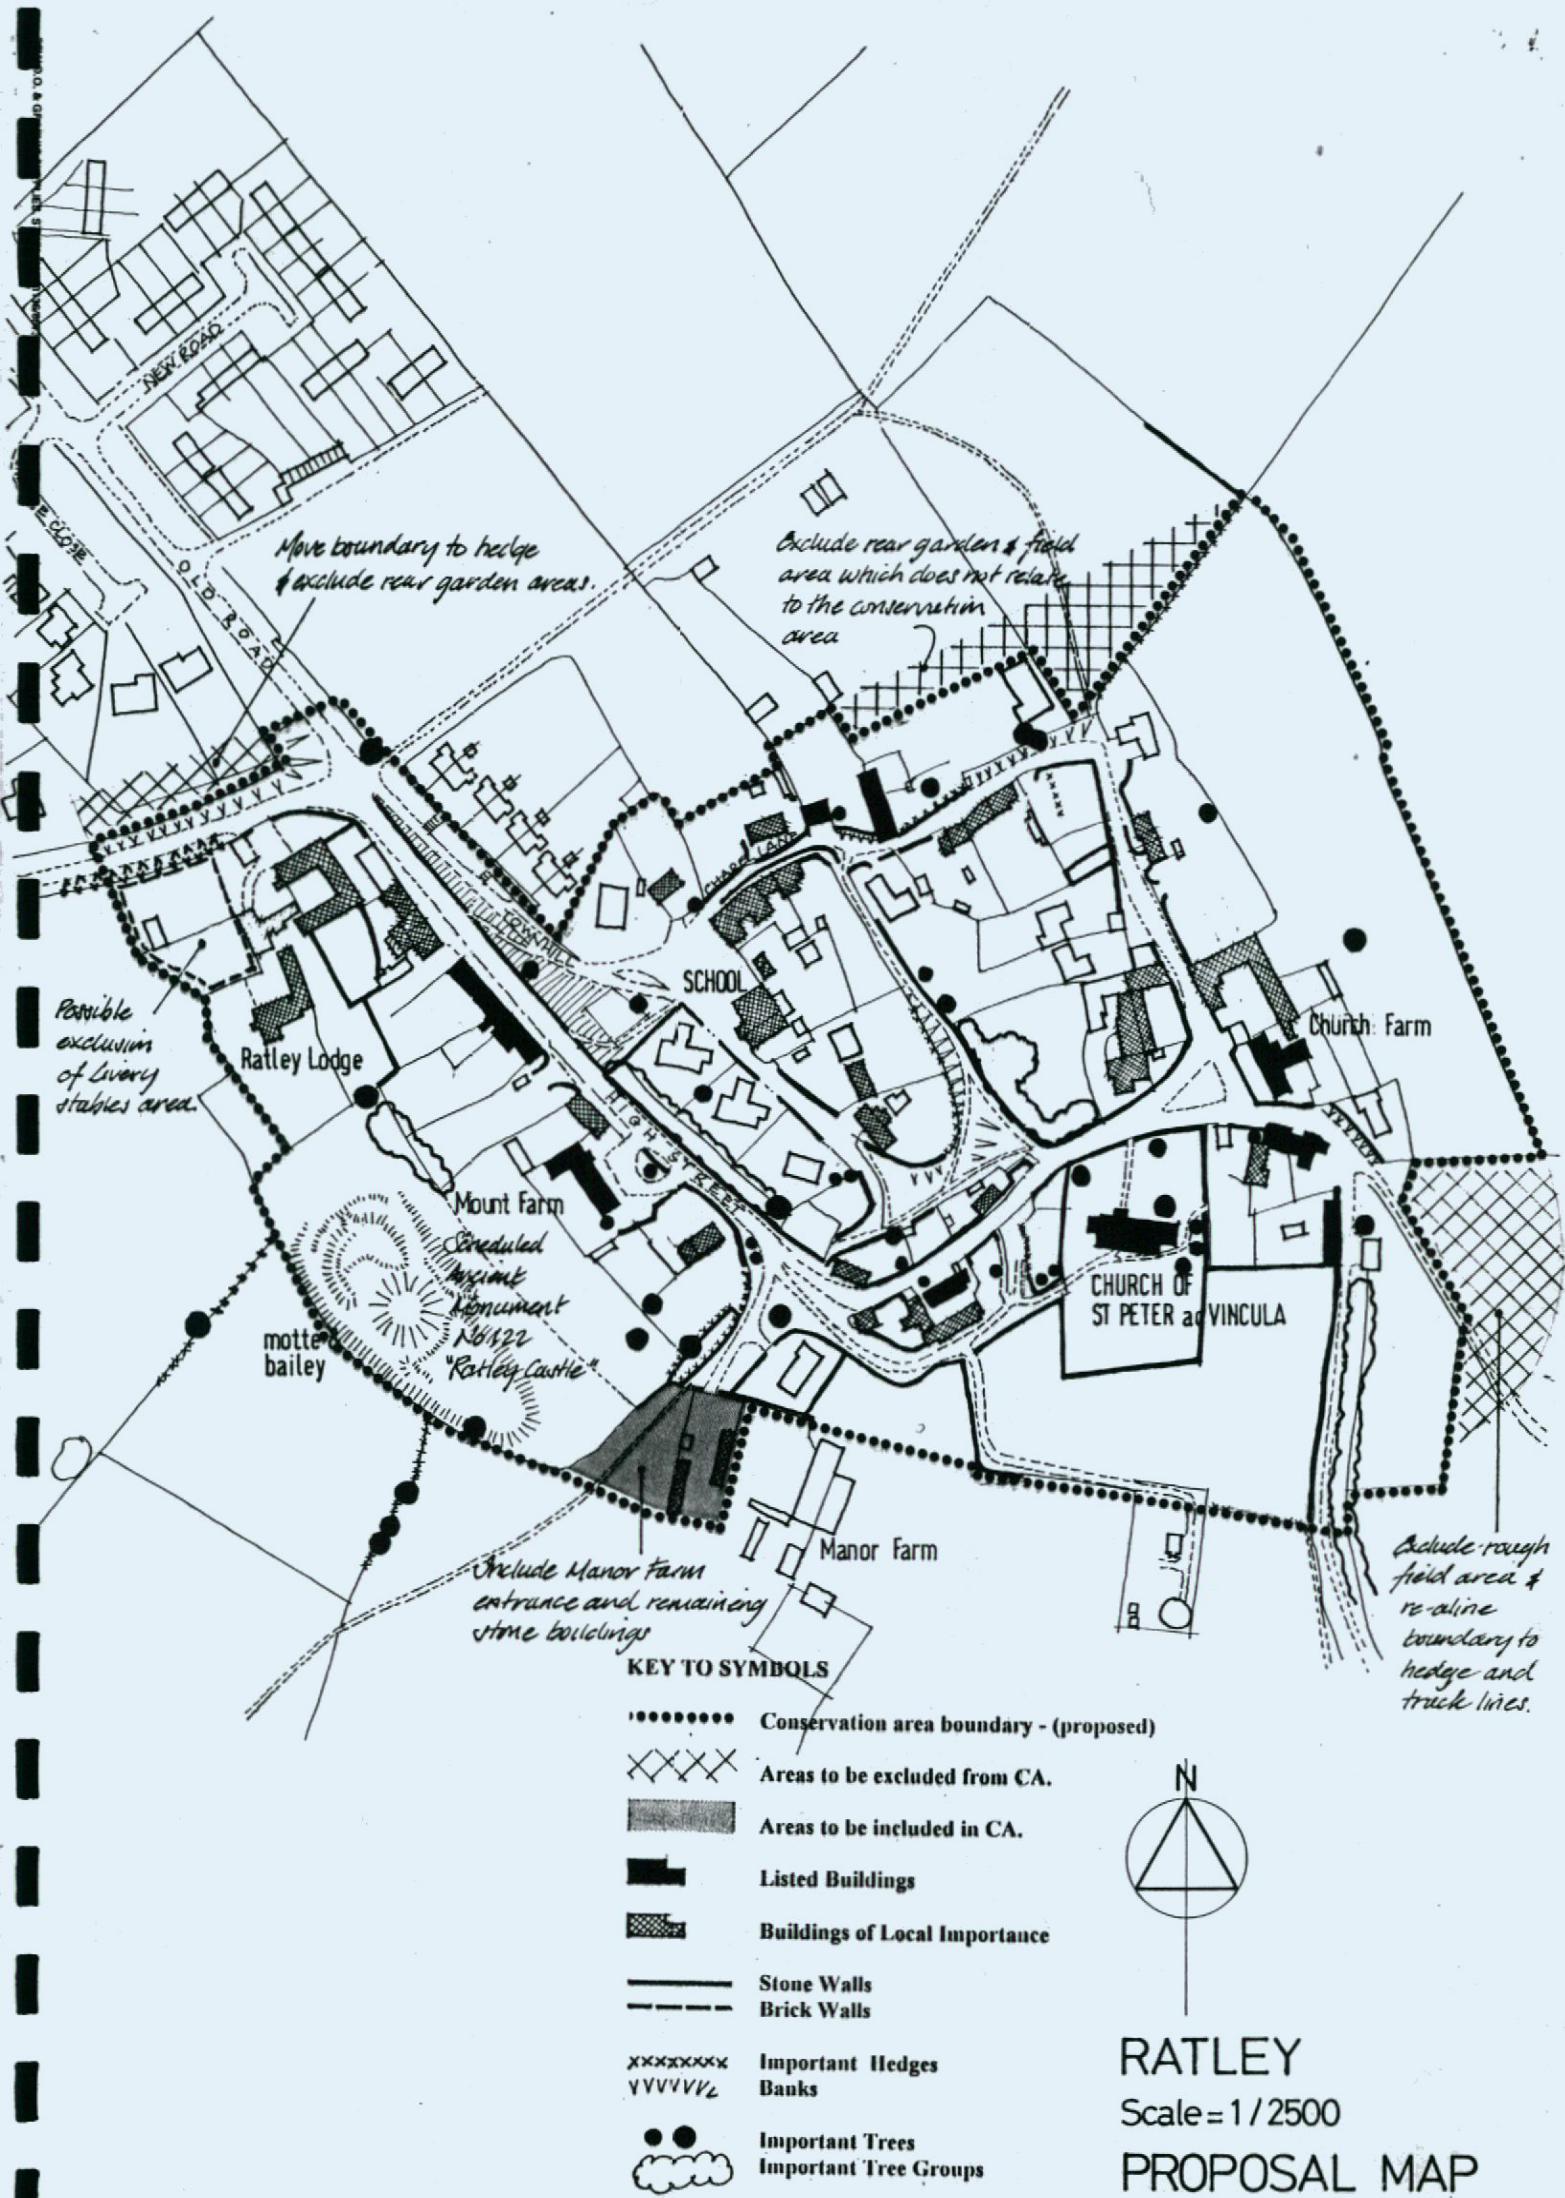 NEW ROAD
E CLOSE
OLD ROAD
Move boundary to hedge
& exclude rear garden areas.
Exclude rear garden & field
area which does not relate
to the conservation
area
CHAPEL LANE
TOWNHILL
SCHOOL
Possible
exclusion
of livery
stables area.
Ratley Lodge
Church Farm
HIGH STREET
Mount Farm
Scheduled
Ancient
Monument
No 122
"Ratley Castle"
motte &
bailey
CHURCH OF
ST PETER ad VINCULA
Manor Farm
Include Manor Farm
entrance and remaining
stone buildings
Exclude rough
field area &
re-aline
boundary to
hedge and
track lines.
KEY TO SYMBOLS
Conservation area boundary - (proposed)
Areas to be excluded from CA.
Areas to be included in CA.
Listed Buildings
Buildings of Local Importance
Stone Walls
Brick Walls
Important Hedges
Banks
Important Trees
Important Tree Groups
N
RATLEY
Scale = 1/2500
PROPOSAL MAP